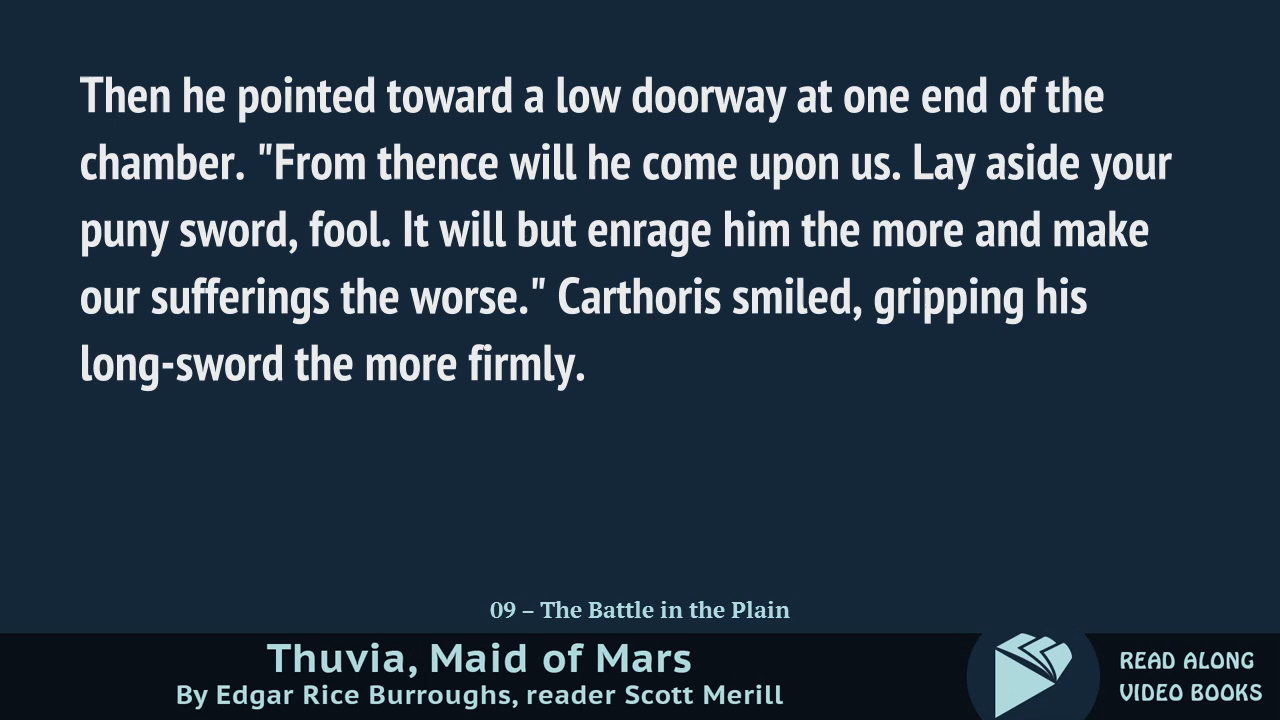 Then he pointed toward a low doorway at one end of the
chamber. "From thence will he come upon us. Lay aside your
puny sword, fool. It will but enrage him the more and make
our sufferings the worse." Carthoris smiled, gripping his
long-sword the more firmly.
09 – The Battle in the Plain
Thuvia, Maid of Mars
By Edgar Rice Burroughs, reader Scott Merill
READ ALONG
VIDEO BOOKS